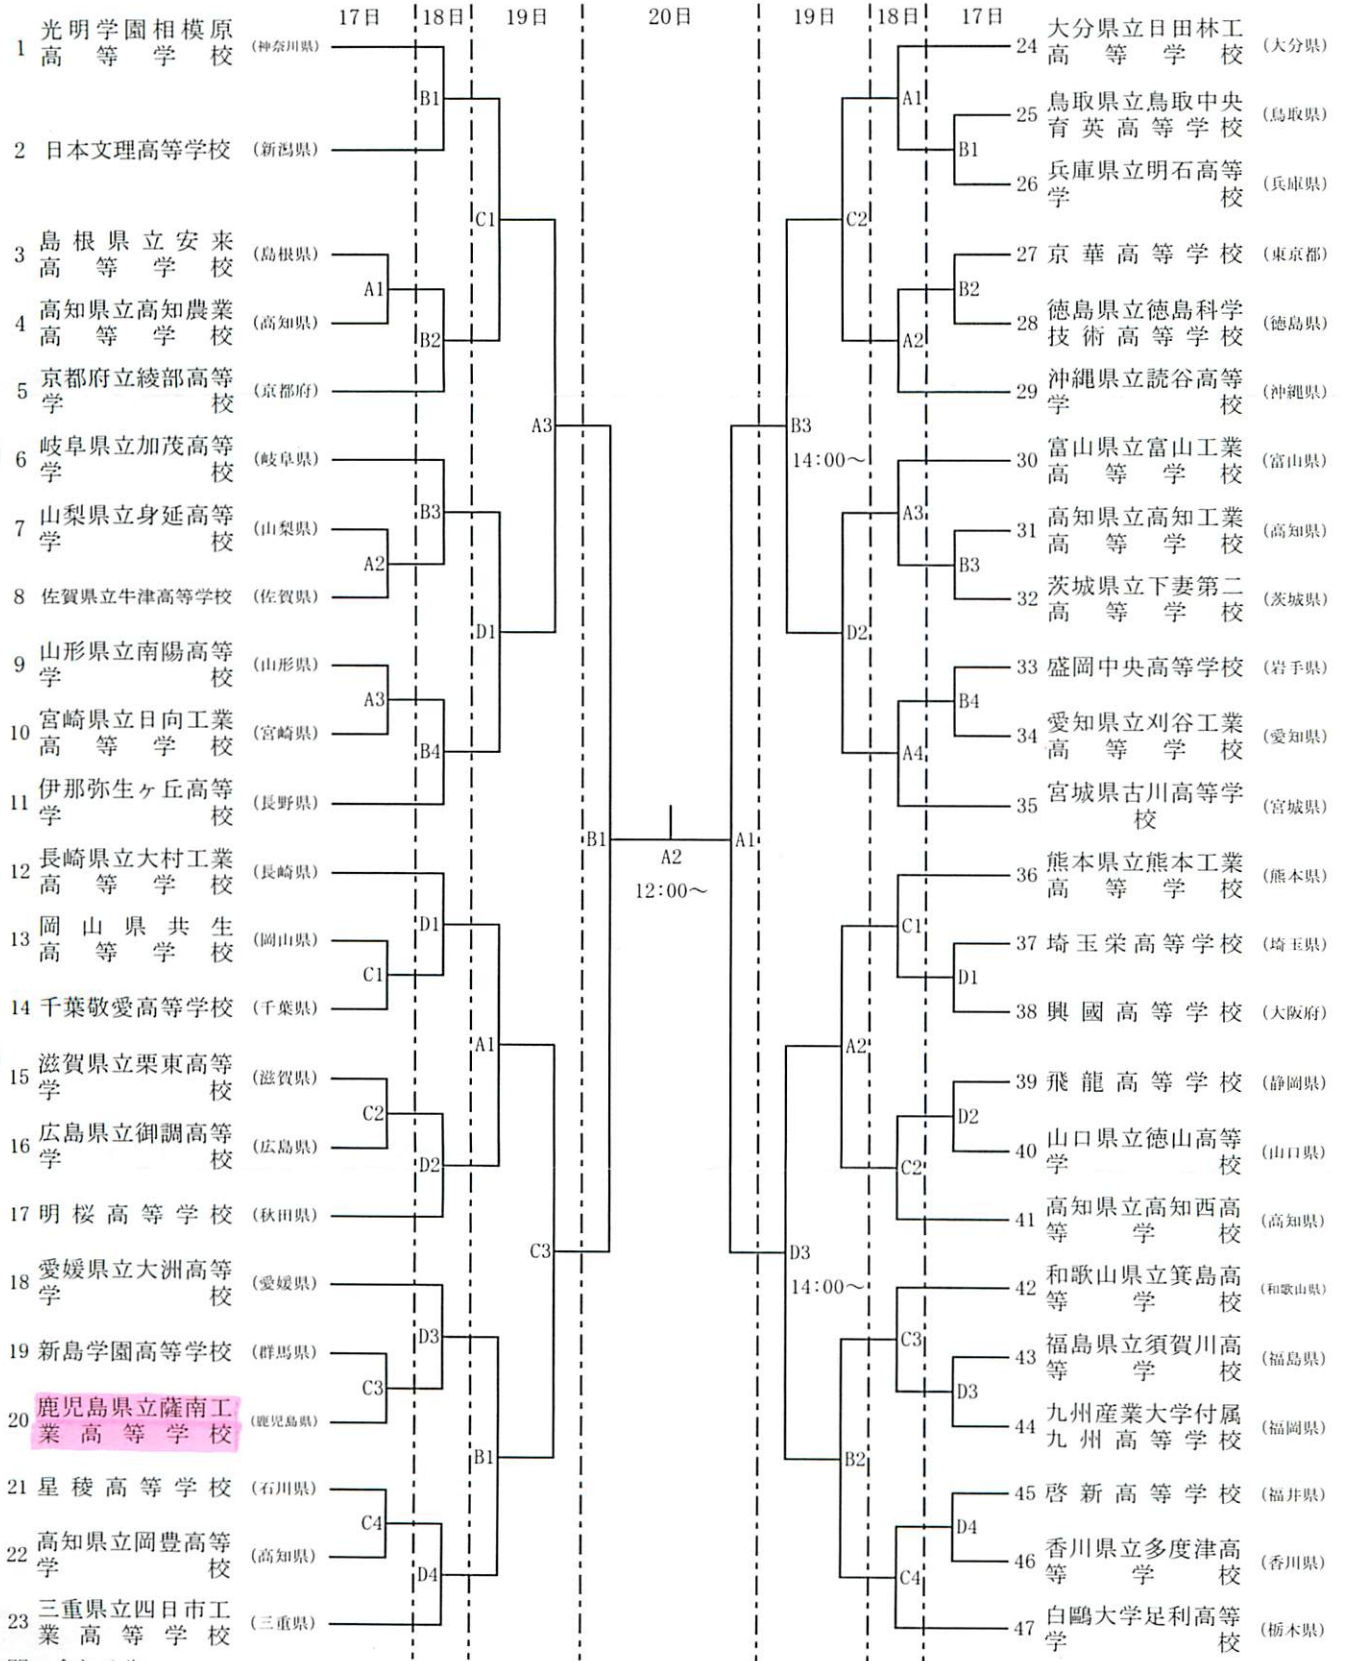 17日 18日 19日 20日 19日 18日 17日
1 光明学園相模原
高等学校 (神奈川県)
2 日本文理高等学校 (新潟県)
3 島根県立安来
高等学校 (島根県)
4 高知県立高知農業
高等学校 (高知県)
5 京都府立綾部高等
学校 (京都府)
6 岐阜県立加茂高等
学校 (岐阜県)
7 山梨県立身延高等
学校 (山梨県)
8 佐賀県立牛津高等学校 (佐賀県)
9 山形県立南陽高等
学校 (山形県)
10 宮崎県立日向工業
高等学校 (宮崎県)
11 伊那弥生ヶ丘高等
学校 (長野県)
12 長崎県立大村工業
高等学校 (長崎県)
13 岡山県共生
高等学校 (岡山県)
14 千葉敬愛高等学校 (千葉県)
15 滋賀県立栗東高等
学校 (滋賀県)
16 広島県立御調高等
学校 (広島県)
17 明桜高等学校 (秋田県)
18 愛媛県立大洲高等
学校 (愛媛県)
19 新島学園高等学校 (群馬県)
20 鹿児島県立薩南工
業高等学校 (鹿児島県)
21 星稜高等学校 (石川県)
22 高知県立岡豊高等
学校 (高知県)
23 三重県立四日市工
業高等学校 (三重県)
A1
A2
A3
C1
C2
C3
C4
B1
B2
B3
B4
D1
D2
D3
D4
C1
D1
A1
B1
A3
C3
B1
A2
12:00～
A1
B3
14:00～
D3
14:00～
C2
D2
A2
B2
A1
A2
A3
A4
C1
C2
C3
C4
B1
B2
B3
B4
D1
D2
D3
D4
24 大分県立日田林工
高等学校 (大分県)
25 鳥取県立鳥取中央
育英高等学校 (鳥取県)
26 兵庫県立明石高等
学校 (兵庫県)
27 京華高等学校 (東京都)
28 徳島県立徳島科学
技術高等学校 (徳島県)
29 沖縄県立読谷高等
学校 (沖縄県)
30 富山県立富山工業
高等学校 (富山県)
31 高知県立高知工業
高等学校 (高知県)
32 茨城県立下妻第二
高等学校 (茨城県)
33 盛岡中央高等学校 (岩手県)
34 愛知県立刈谷工業
高等学校 (愛知県)
35 宮城県古川高等学
校 (宮城県)
36 熊本県立熊本工業
高等学校 (熊本県)
37 埼玉栄高等学校 (埼玉県)
38 興國高等学校 (大阪府)
39 飛龍高等学校 (静岡県)
40 山口県立徳山高等
学校 (山口県)
41 高知県立高知西高
等学校 (高知県)
42 和歌山県立箕島高
等学校 (和歌山県)
43 福島県立須賀川高
等学校 (福島県)
44 九州産業大学付属
九州高等学校 (福岡県)
45 啓新高等学校 (福井県)
46 香川県立多度津高
等学校 (香川県)
47 白鷗大学足利高等
学校 (栃木県)